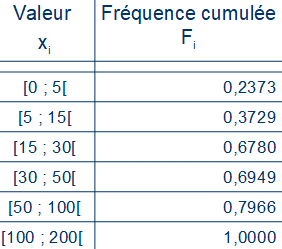 Valeur Fréquence cumulée
xi Fi
[0 ; 5[ 0,2373
[5 ; 15[ 0,3729
[15 ; 30[ 0,6780
[30 ; 50[ 0,6949
[50 ; 100[ 0,7966
[100 ; 200[ 1,0000